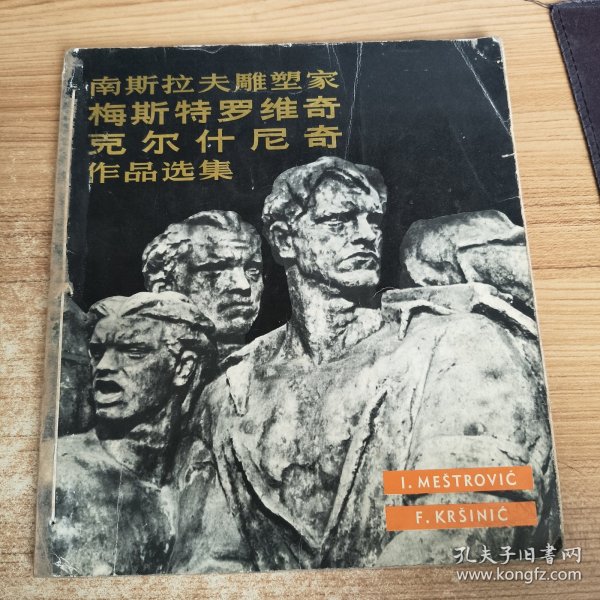 南斯拉夫雕塑家
梅斯特罗维奇
克尔什尼奇
作品选集
I. MEŠTROVIĆ
F. KRŠINIĆ
孔夫子旧书网
www.kongfz.com